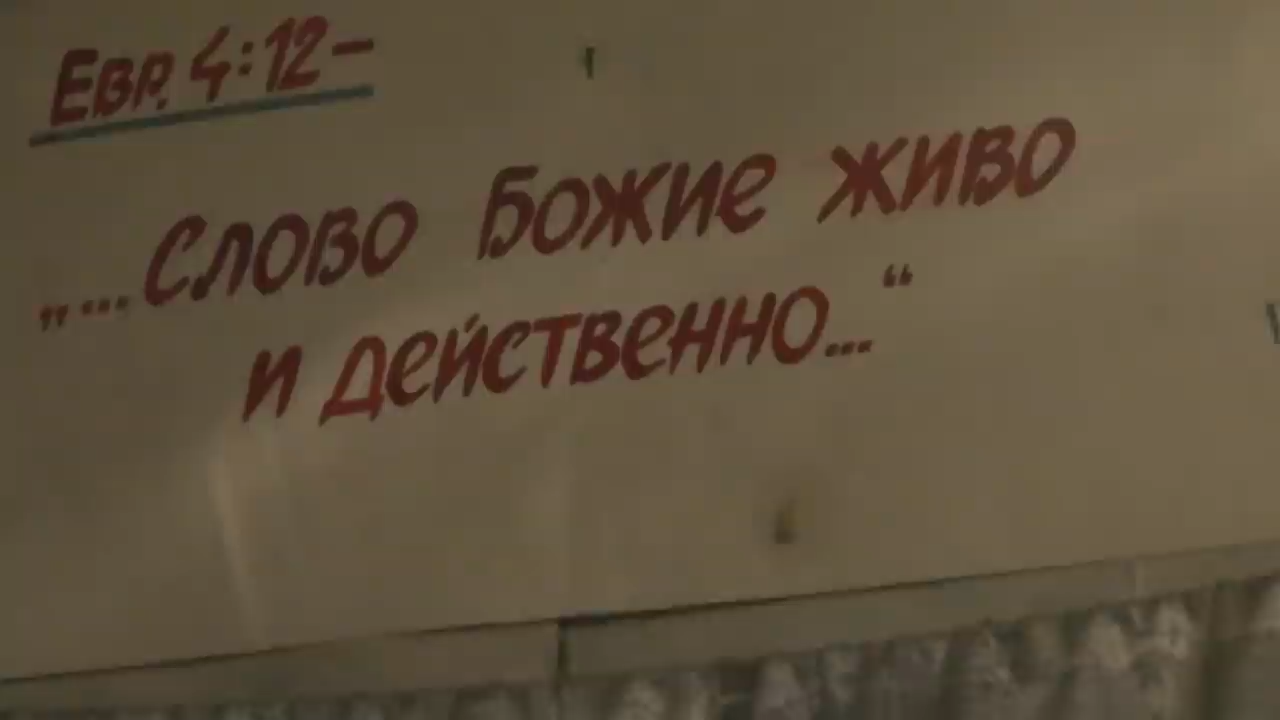 Евр. 4:12–
„...Слово Божие живо
и действенно...“